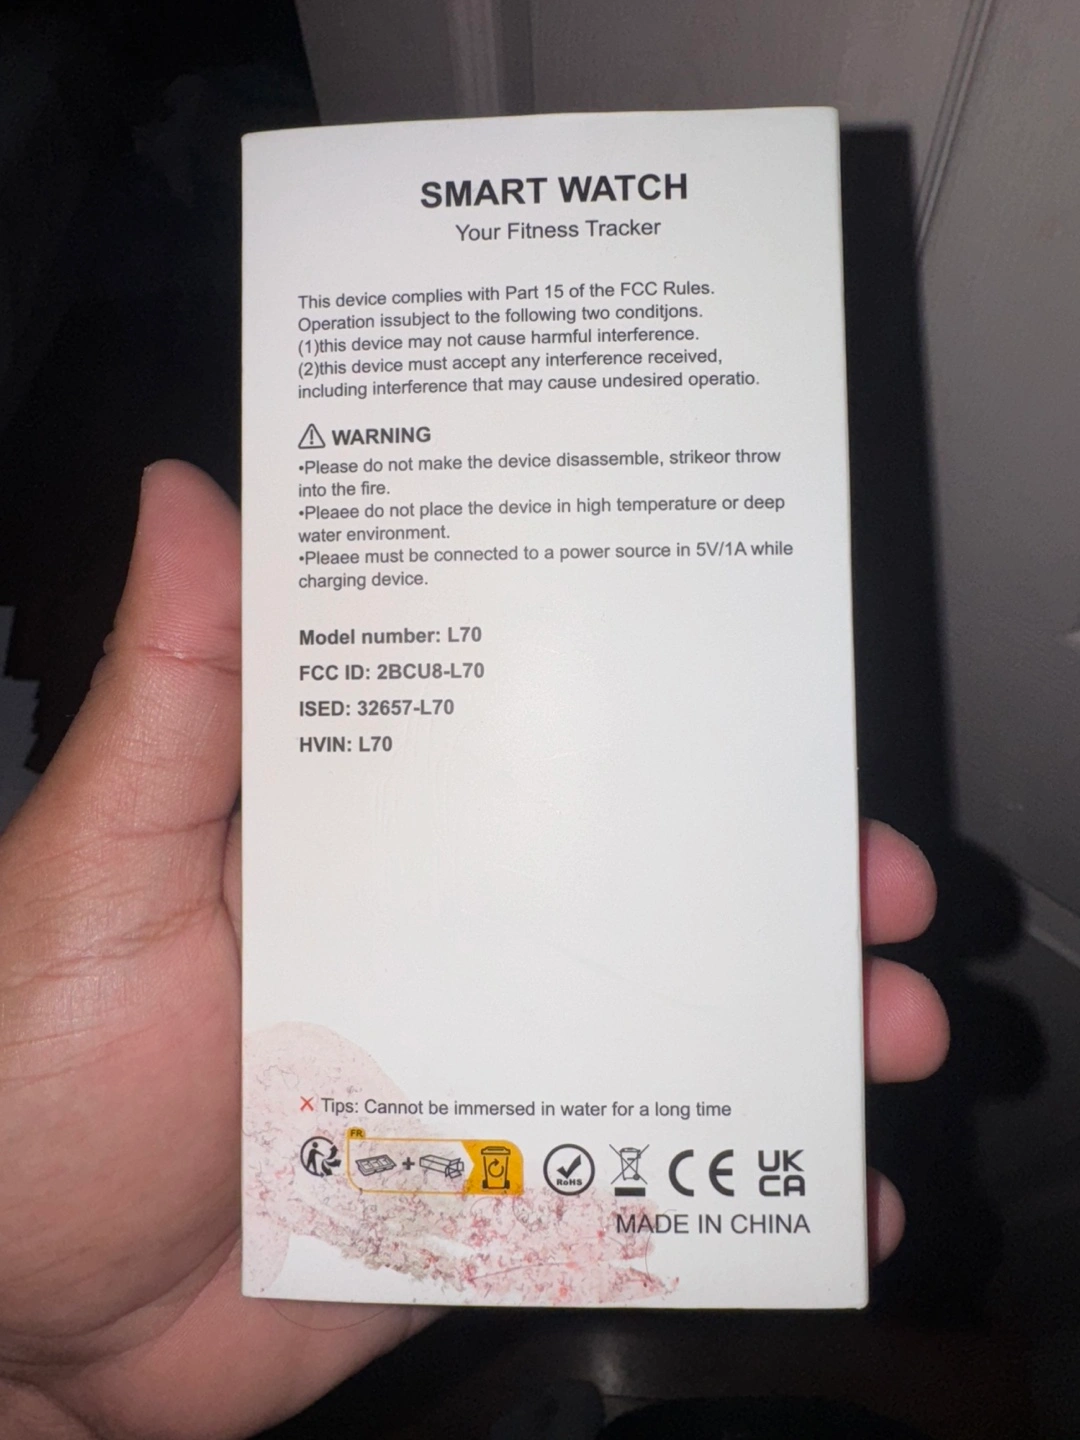 SMART WATCH
Your Fitness Tracker
This device complies with Part 15 of the FCC Rules.
Operation issubject to the following two conditjons.
(1)this device may not cause harmful interference.
(2)this device must accept any interference received,
including interference that may cause undesired operatio.
⚠ WARNING
•Please do not make the device disassemble, strikeor throw
into the fire.
•Pleaee do not place the device in high temperature or deep
water environment.
•Pleaee must be connected to a power source in 5V/1A while
charging device.
Model number: L70
FCC ID: 2BCU8-L70
ISED: 32657-L70
HVIN: L70
✕ Tips: Cannot be immersed in water for a long time
FR
+
RoHS
CE
UK
CA
MADE IN CHINA